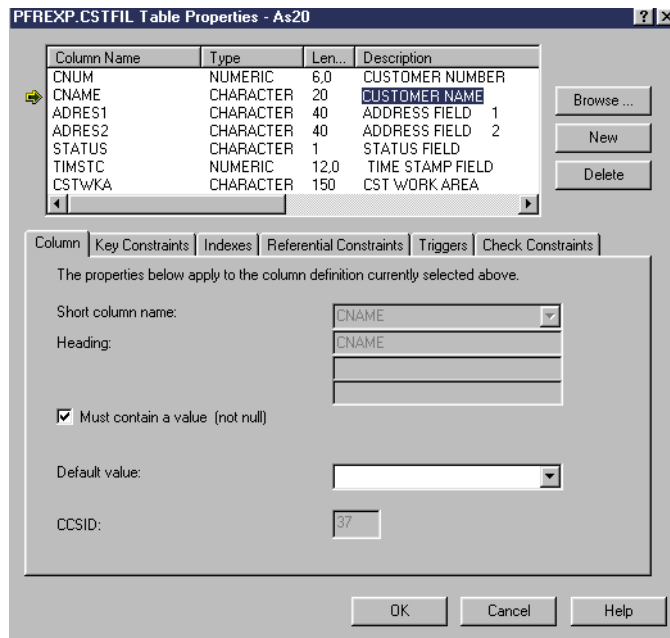 PFREXP.CSTFIL Table Properties - As20
Column Name Type Len... Description
CNUM NUMERIC 6,0 CUSTOMER NUMBER
CNAME CHARACTER 20 CUSTOMER NAME
ADRES1 CHARACTER 40 ADDRESS FIELD 1
ADRES2 CHARACTER 40 ADDRESS FIELD 2
STATUS CHARACTER 1 STATUS FIELD
TIMSTC NUMERIC 12,0 TIME STAMP FIELD
CSTWKA CHARACTER 150 CST WORK AREA
Browse ...
New
Delete
Column Key Constraints Indexes Referential Constraints Triggers Check Constraints
The properties below apply to the column definition currently selected above.
Short column name: CNAME
Heading: CNAME
Must contain a value (not null)
Default value:
CCSID: 37
OK Cancel Help